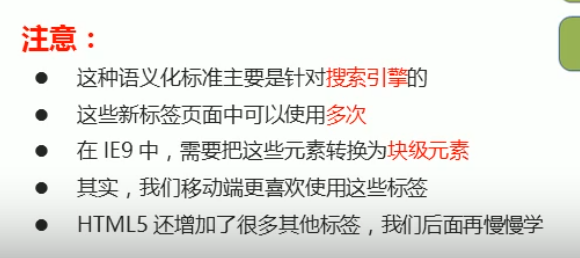 注意：
● 这种语义化标准主要是针对搜索引擎的
● 这些新标签页面中可以使用多次
● 在 IE9 中，需要把这些元素转换为块级元素
● 其实，我们移动端更喜欢使用这些标签
● HTML5 还增加了很多其他标签，我们后面再慢慢学